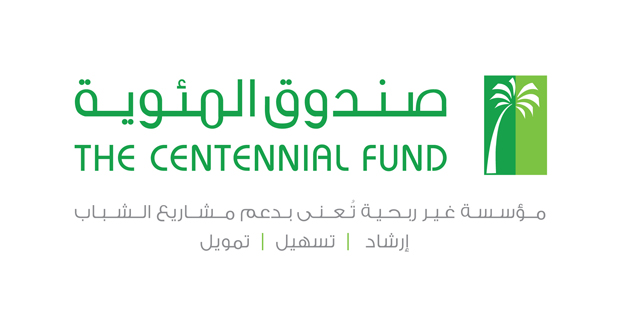 صندوق المئوية
THE CENTENNIAL FUND
مؤسسة غير ربحية تُعنى بدعم مشاريع الشباب
إرشاد | تسهيل | تمويل